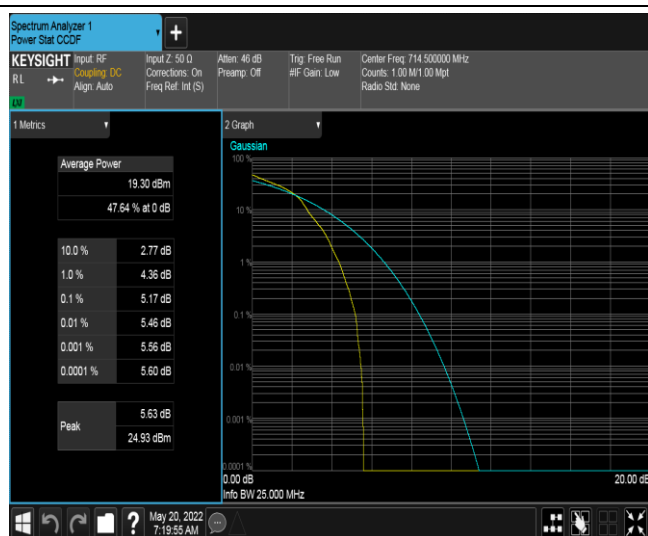 Spectrum Analyzer 1
Power Stat CCDF
+
KEYSIGHT
Input: RF
Coupling: DC
Align: Auto
Input Z: 50 Ω
Corrections: On
Freq Ref: Int (S)
Atten: 46 dB
Preamp: Off
Trig: Free Run
#IF Gain: Low
Center Freq: 714.500000 MHz
Counts: 1.00 M/1.00 Mpt
Radio Std: None
RL
LXI
1 Metrics
Average Power
19.30 dBm
47.64 % at 0 dB
10.0 % 2.77 dB
1.0 % 4.36 dB
0.1 % 5.17 dB
0.01 % 5.46 dB
0.001 % 5.56 dB
0.0001 % 5.60 dB
Peak
5.63 dB
24.93 dBm
2 Graph
Gaussian
100 %
10 %
1 %
0.1 %
0.01 %
0.001 %
0.0001 %
0.00 dB 20.00 dB
Info BW 25.000 MHz
?
May 20, 2022
7:19:55 AM